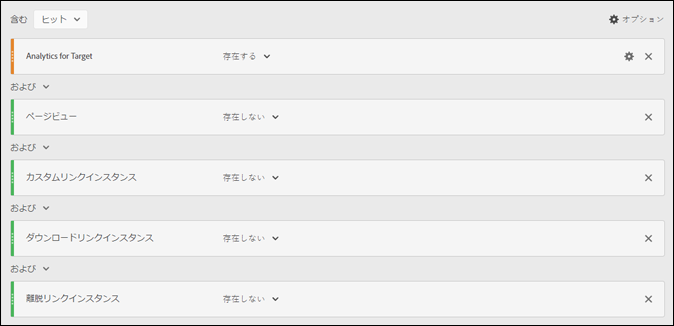 含む ヒット オプション
Analytics for Target 存在する
および
ページビュー 存在しない
および
カスタムリンクインスタンス 存在しない
および
ダウンロードリンクインスタンス 存在しない
および
離脱リンクインスタンス 存在しない